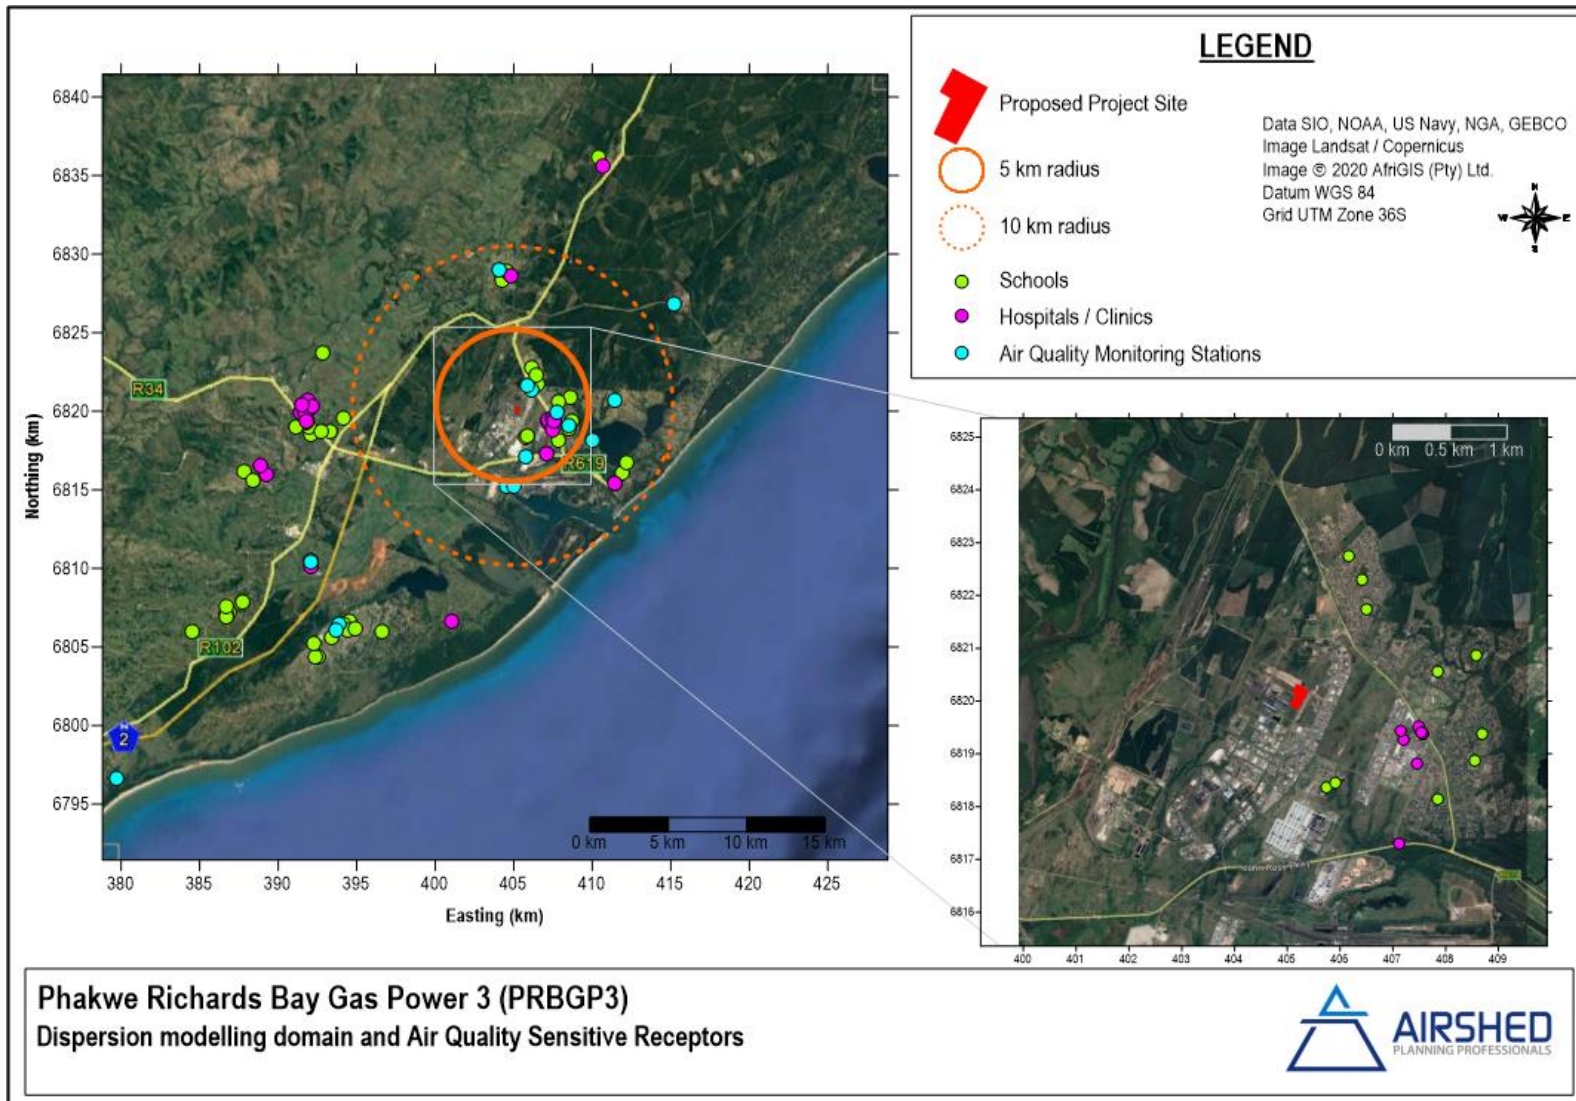 LEGEND
Proposed Project Site
5 km radius
10 km radius
Schools
Hospitals / Clinics
Air Quality Monitoring Stations
Data SIO, NOAA, US Navy, NGA, GEBCO
Image Landsat / Copernicus
Image © 2020 AfriGIS (Pty) Ltd.
Datum WGS 84
Grid UTM Zone 36S
N
W E
S
6840
6835
6830
6825
6820
6815
6810
6805
6800
6795
Northing (km)
R34
R619
R102
N
2
0 km 5 km 10 km 15 km
380 385 390 395 400 405 410 415 420 425
Easting (km)
0 km 0.5 km 1 km
6825
6824
6823
6822
6821
6820
6819
6818
6817
6816
400 401 402 403 404 405 406 407 408 409
Phakwe Richards Bay Gas Power 3 (PRBGP3)
Dispersion modelling domain and Air Quality Sensitive Receptors
AIRSHED
PLANNING PROFESSIONALS